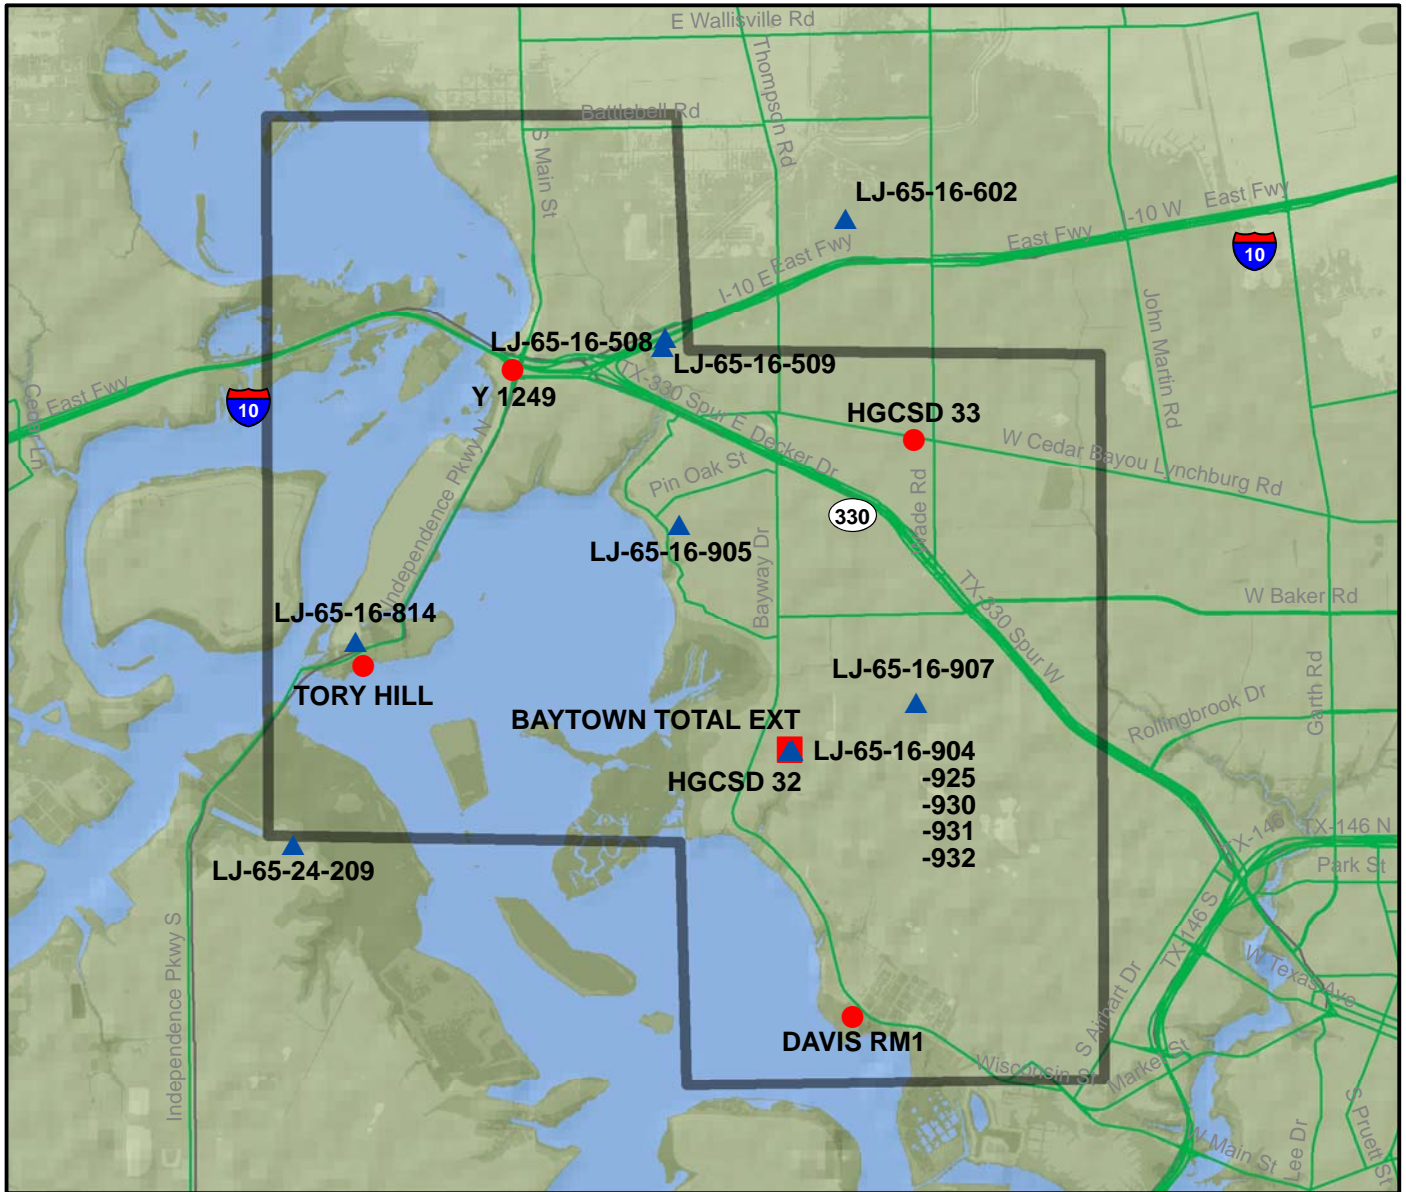 E Wallisville Rd
Thompson Rd
Battlebell Rd
S Main St
LJ-65-16-602
East Fwy
I-10 W
East Fwy
10
East Fwy
I-10 E
John Martin Rd
LJ-65-16-508
LJ-65-16-509
Y 1249
TX-330 Spur E
Decker Dr
HGCSD 33
W Cedar Bayou Lynchburg Rd
East Fwy
10
Cedar Ln
Independence Pkwy N
Pin Oak St
330
Wade Rd
LJ-65-16-905
Bayway Dr
TX-330 Spur W
W Baker Rd
LJ-65-16-814
TORY HILL
LJ-65-16-907
Garth Rd
Rollingbrook Dr
BAYTOWN TOTAL EXT
HGCSD 32
LJ-65-16-904
-925
-930
-931
-932
TX-146
TX-146 N
Park St
LJ-65-24-209
Independence Pkwy S
TX-146 S
W Texas Ave
S Airhart Dr
DAVIS RM1
Wisconsin St
Market St
W Main St
Lee Dr
S Pruett St